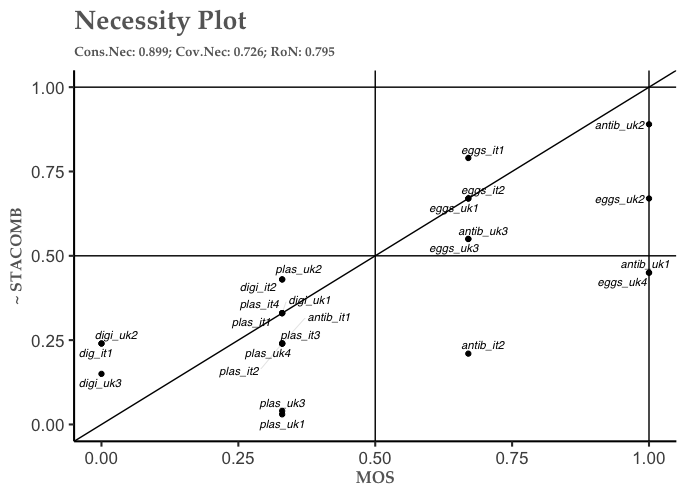 Necessity Plot
Cons.Nec: 0.899; Cov.Nec: 0.726; RoN: 0.795
1.00
antib_uk2
eggs_it1
0.75
eggs_it2
eggs_uk2
eggs_uk1
antib_uk3
eggs_uk3
~ STACOMB
0.50
plas_uk2
antib_uk1
digi_it2
eggs_uk4
plas_it4
digi_uk1
plas_it1
antib_it1
digi_uk2
plas_it3
0.25
dig_it1
plas_uk4
antib_it2
plas_it2
digi_uk3
plas_uk3
plas_uk1
0.00
0.00 0.25 0.50 0.75 1.00
MOS